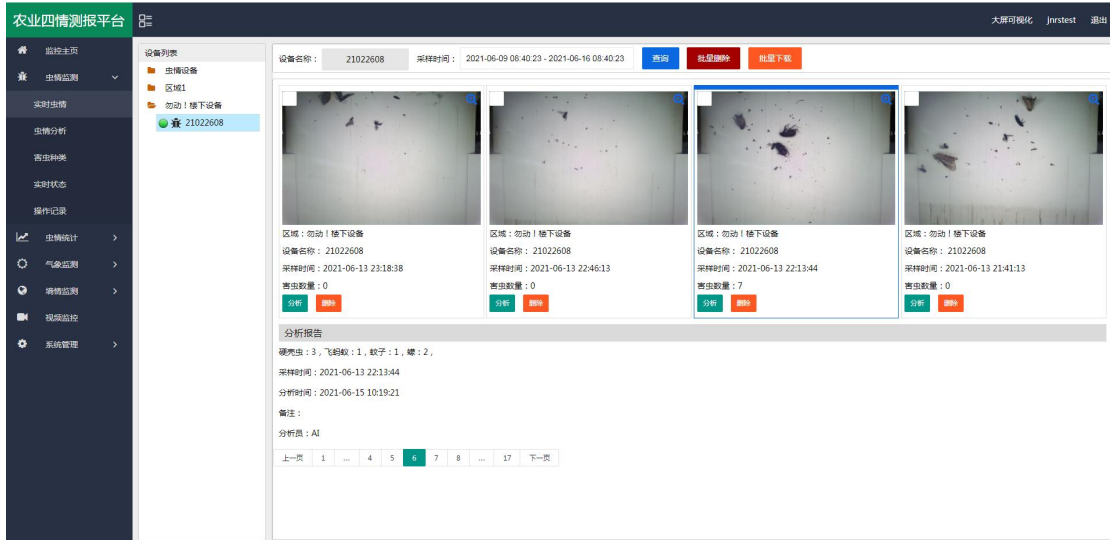 农业四情测报平台
大屏可视化 jnrstest 退出
监控主页
虫情监测
实时虫情
虫情分析
害虫种类
实时状态
操作记录
虫情统计
气象监测
墒情监测
视频监控
系统管理
设备列表
虫情设备
区域1
勿动！楼下设备
21022608
设备名称： 21022608 采样时间： 2021-06-09 08:40:23 - 2021-06-16 08:40:23 查询 批量删除 批量下载
区域：勿动！楼下设备
设备名称： 21022608
采样时间：2021-06-13 23:18:38
害虫数量：0
分析 删除
区域：勿动！楼下设备
设备名称： 21022608
采样时间：2021-06-13 22:46:13
害虫数量：0
分析 删除
区域：勿动！楼下设备
设备名称： 21022608
采样时间：2021-06-13 22:13:44
害虫数量：7
分析 删除
区域：勿动！楼下设备
设备名称： 21022608
采样时间：2021-06-13 21:41:13
害虫数量：0
分析 删除
分析报告
硬壳虫：3，飞蚂蚁：1，蚊子：1，螓：2，
采样时间：2021-06-13 22:13:44
分析时间：2021-06-15 10:19:21
备注：
分析员：AI
上一页 1 ... 4 5 6 7 8 ... 17 下一页